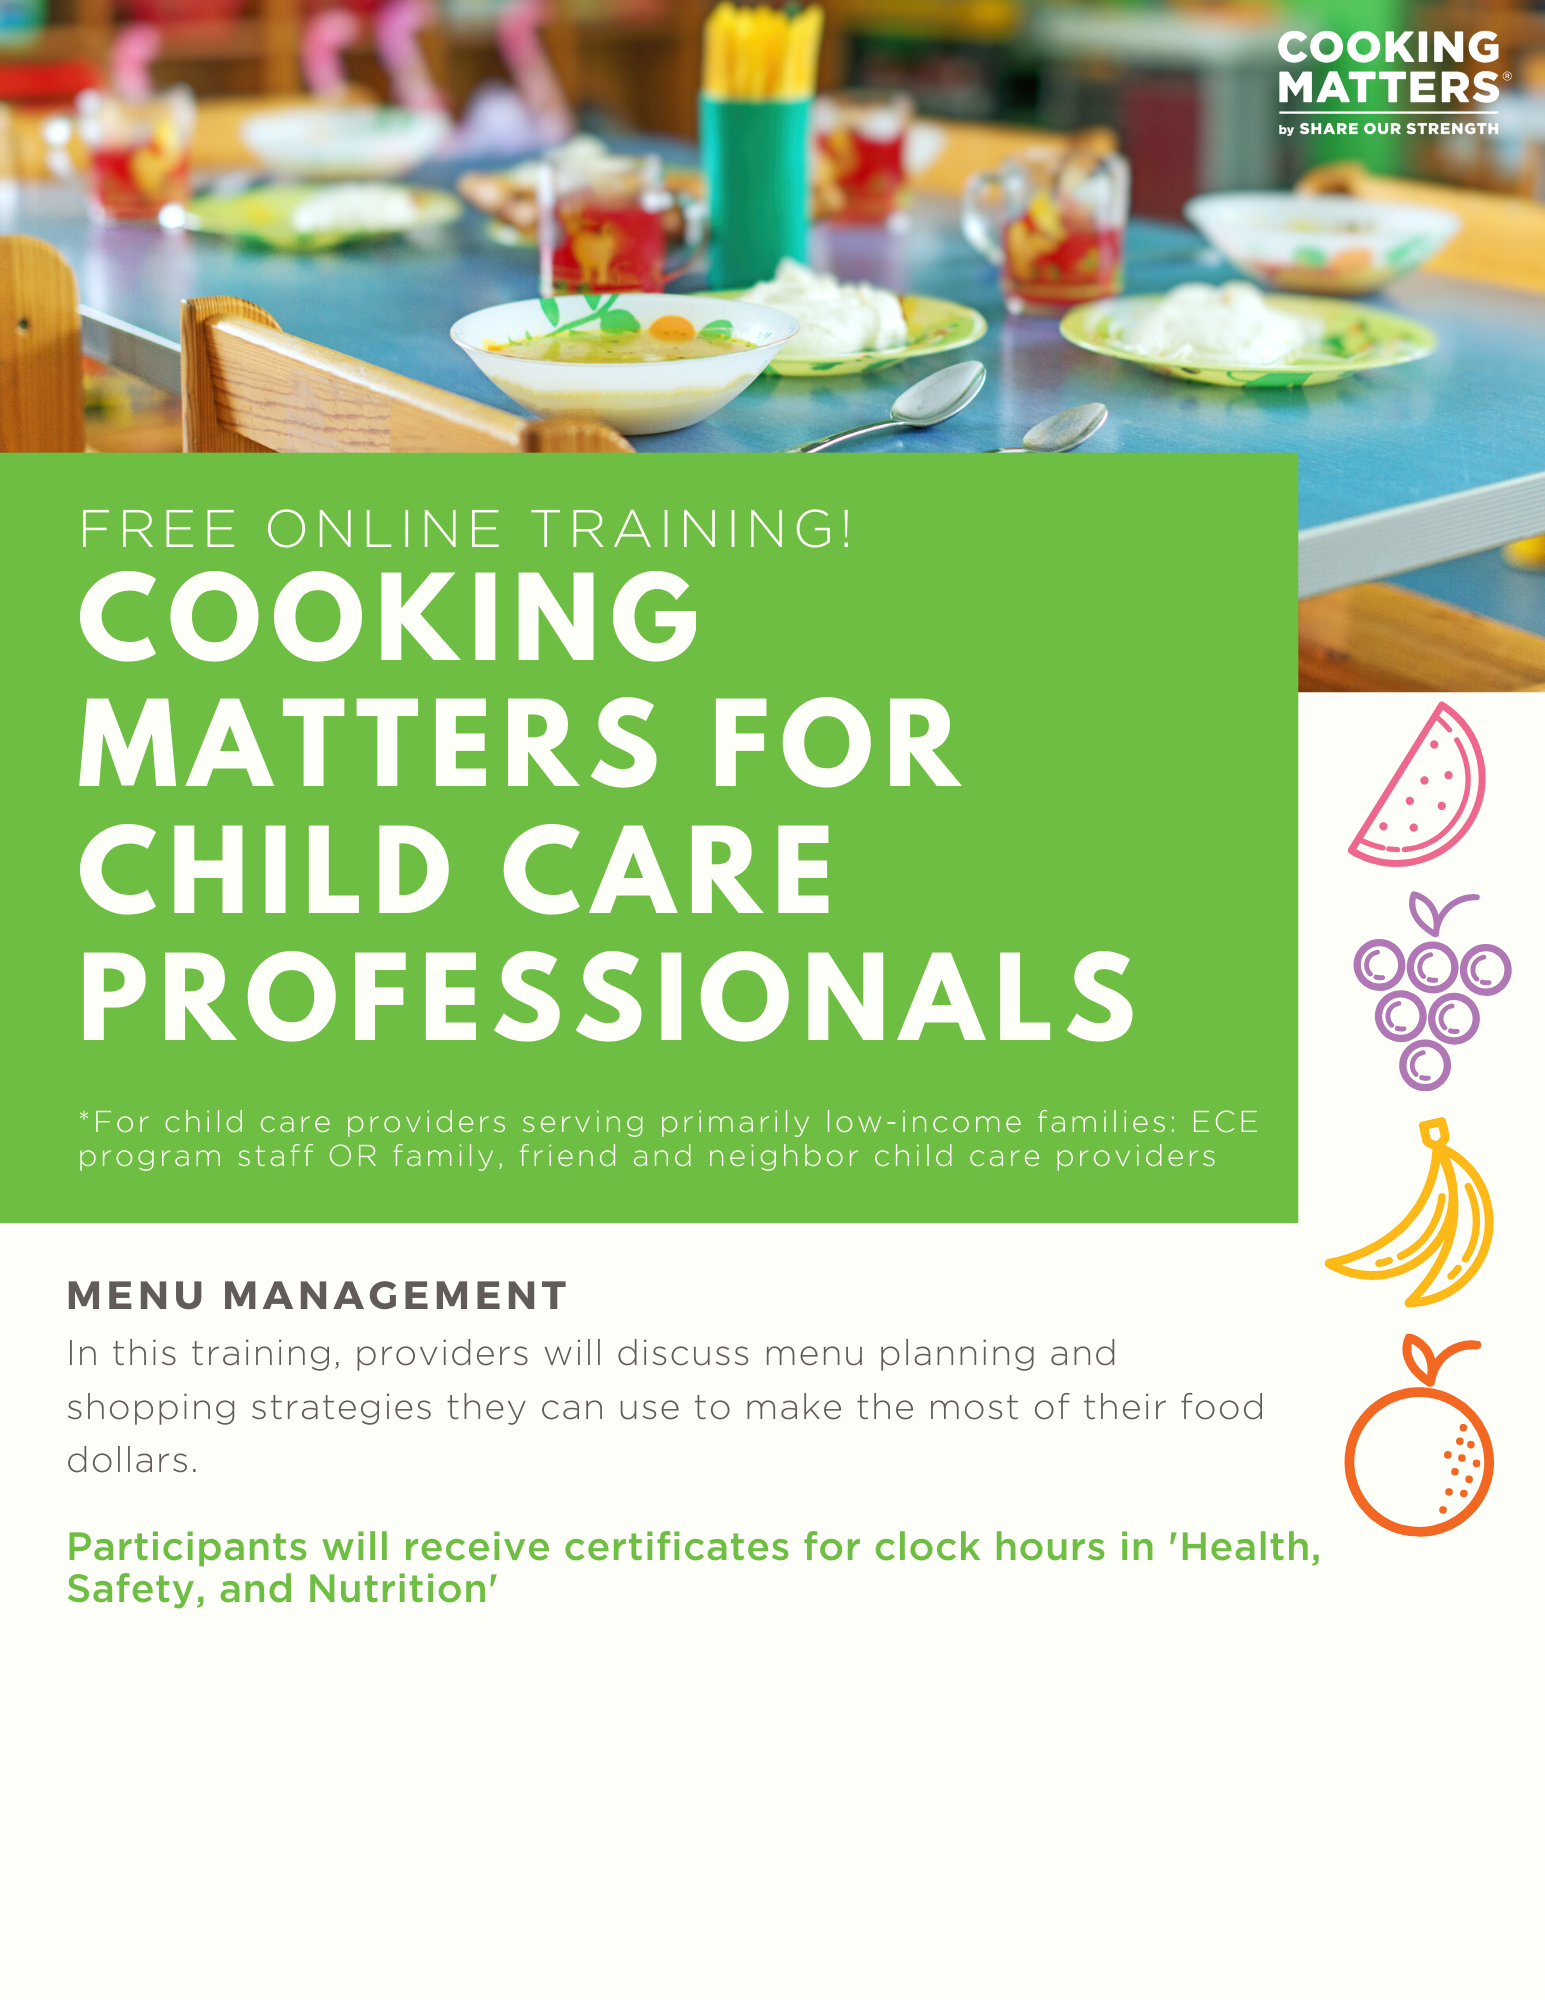 COOKING
MATTERS®
by SHARE OUR STRENGTH
FREE ONLINE TRAINING!
COOKING
MATTERS FOR
CHILD CARE
PROFESSIONALS
*For child care providers serving primarily low-income families: ECE
program staff OR family, friend and neighbor child care providers
MENU MANAGEMENT
In this training, providers will discuss menu planning and
shopping strategies they can use to make the most of their food
dollars.
Participants will receive certificates for clock hours in 'Health,
Safety, and Nutrition'